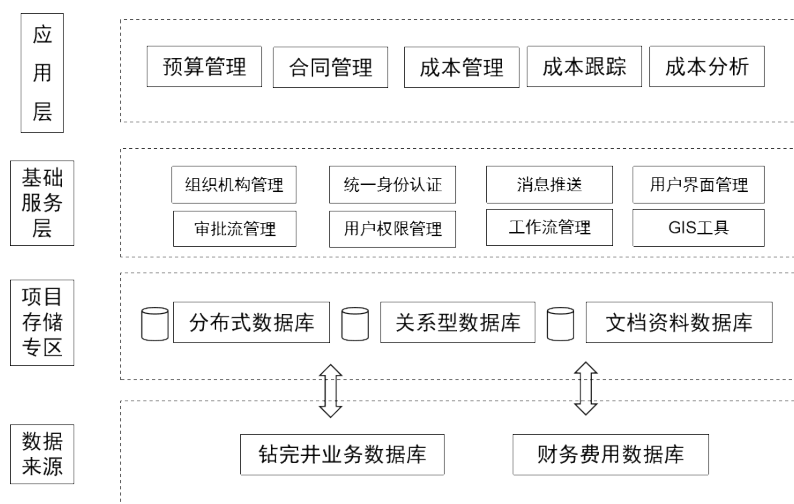 应
用
层
预算管理 合同管理 成本管理 成本跟踪 成本分析
基础
服务
层
组织机构管理 统一身份认证 消息推送 用户界面管理
审批流管理 用户权限管理 工作流管理 GIS工具
项目
存储
专区
分布式数据库 关系型数据库 文档资料数据库
数据
来源
钻完井业务数据库 财务费用数据库